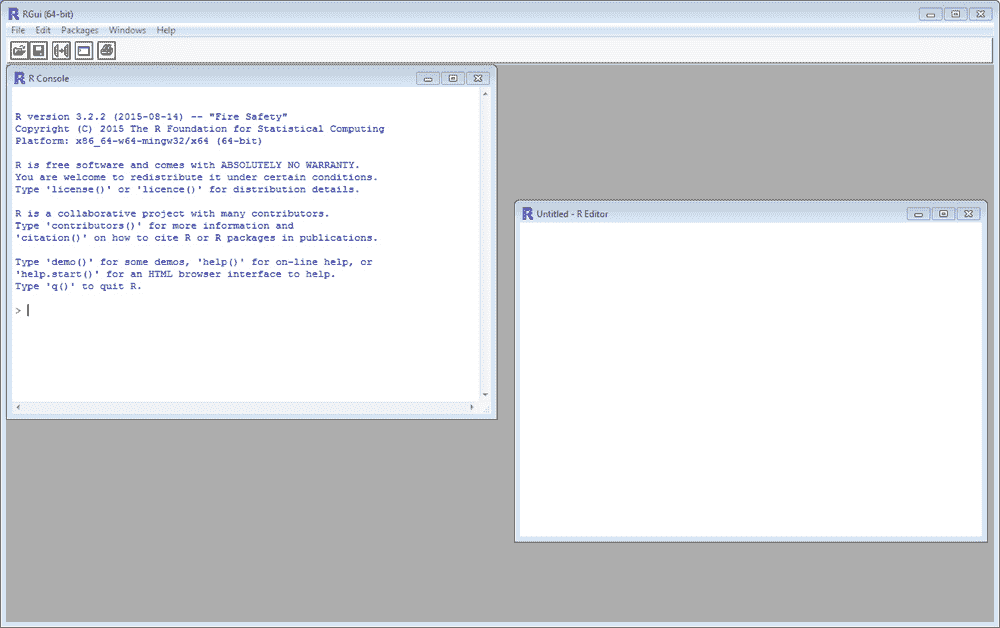 RGui (64-bit)
File Edit Packages Windows Help
R Console
R version 3.2.2 (2015-08-14) -- "Fire Safety"
Copyright (C) 2015 The R Foundation for Statistical Computing
Platform: x86_64-w64-mingw32/x64 (64-bit)
R is free software and comes with ABSOLUTELY NO WARRANTY.
You are welcome to redistribute it under certain conditions.
Type 'license()' or 'licence()' for distribution details.
R is a collaborative project with many contributors.
Type 'contributors()' for more information and
'citation()' on how to cite R or R packages in publications.
Type 'demo()' for some demos, 'help()' for on-line help, or
'help.start()' for an HTML browser interface to help.
Type 'q()' to quit R.
>
Untitled - R Editor